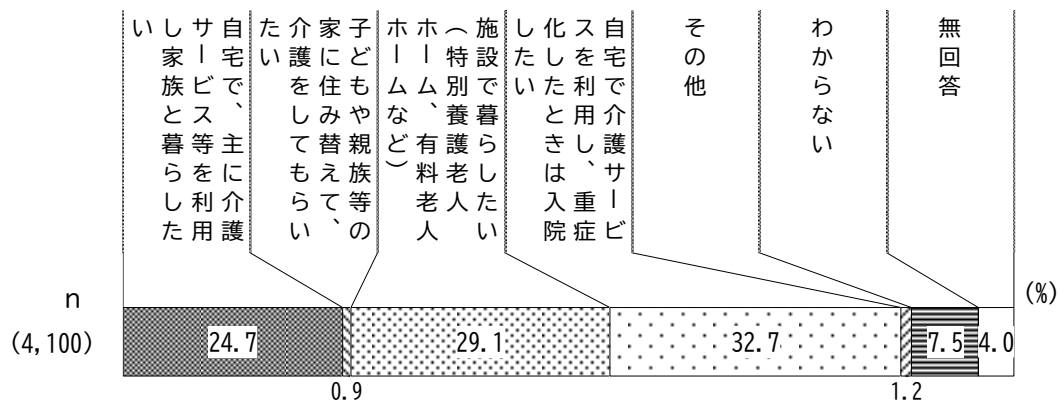 自宅で、主に介護
サービス等を利用
し家族と暮らした
い
子どもや親族等の
家に住み替えて、
介護をしてもらい
たい
施設で暮らしたい
（特別養護老人
ホーム、有料老人
ホームなど）
自宅で介護サービ
スを利用し、重症
化したときは入院
したい
その他
わからない
無回答
n
(%)
(4,100)
24.7
29.1
32.7
7.5
4.0
0.9
1.2